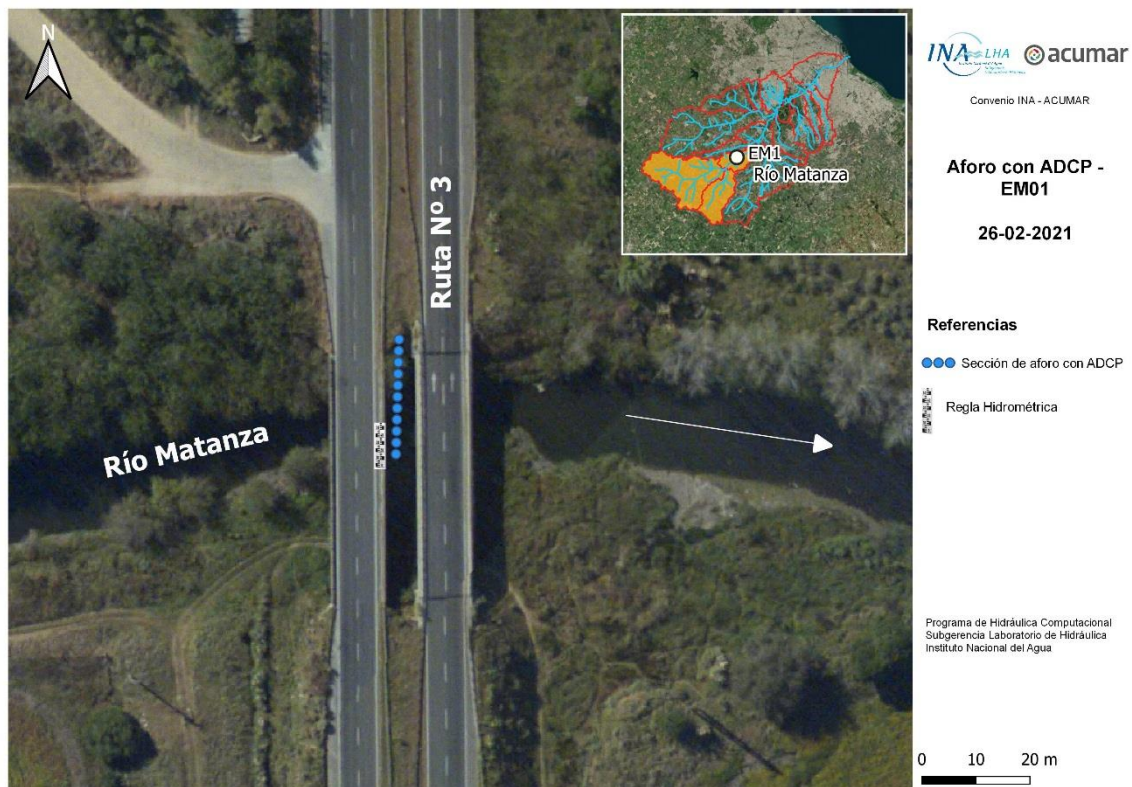 N
Ruta Nº 3
Río Matanza
EM1
Río Matanza
INA LHA
acumar
Convenio INA - ACUMAR
Aforo con ADCP -
EM01
26-02-2021
Referencias
Sección de aforo con ADCP
Regla Hidrométrica
Programa de Hidráulica Computacional
Subgerencia Laboratorio de Hidráulica
Instituto Nacional del Agua
0 10 20 m